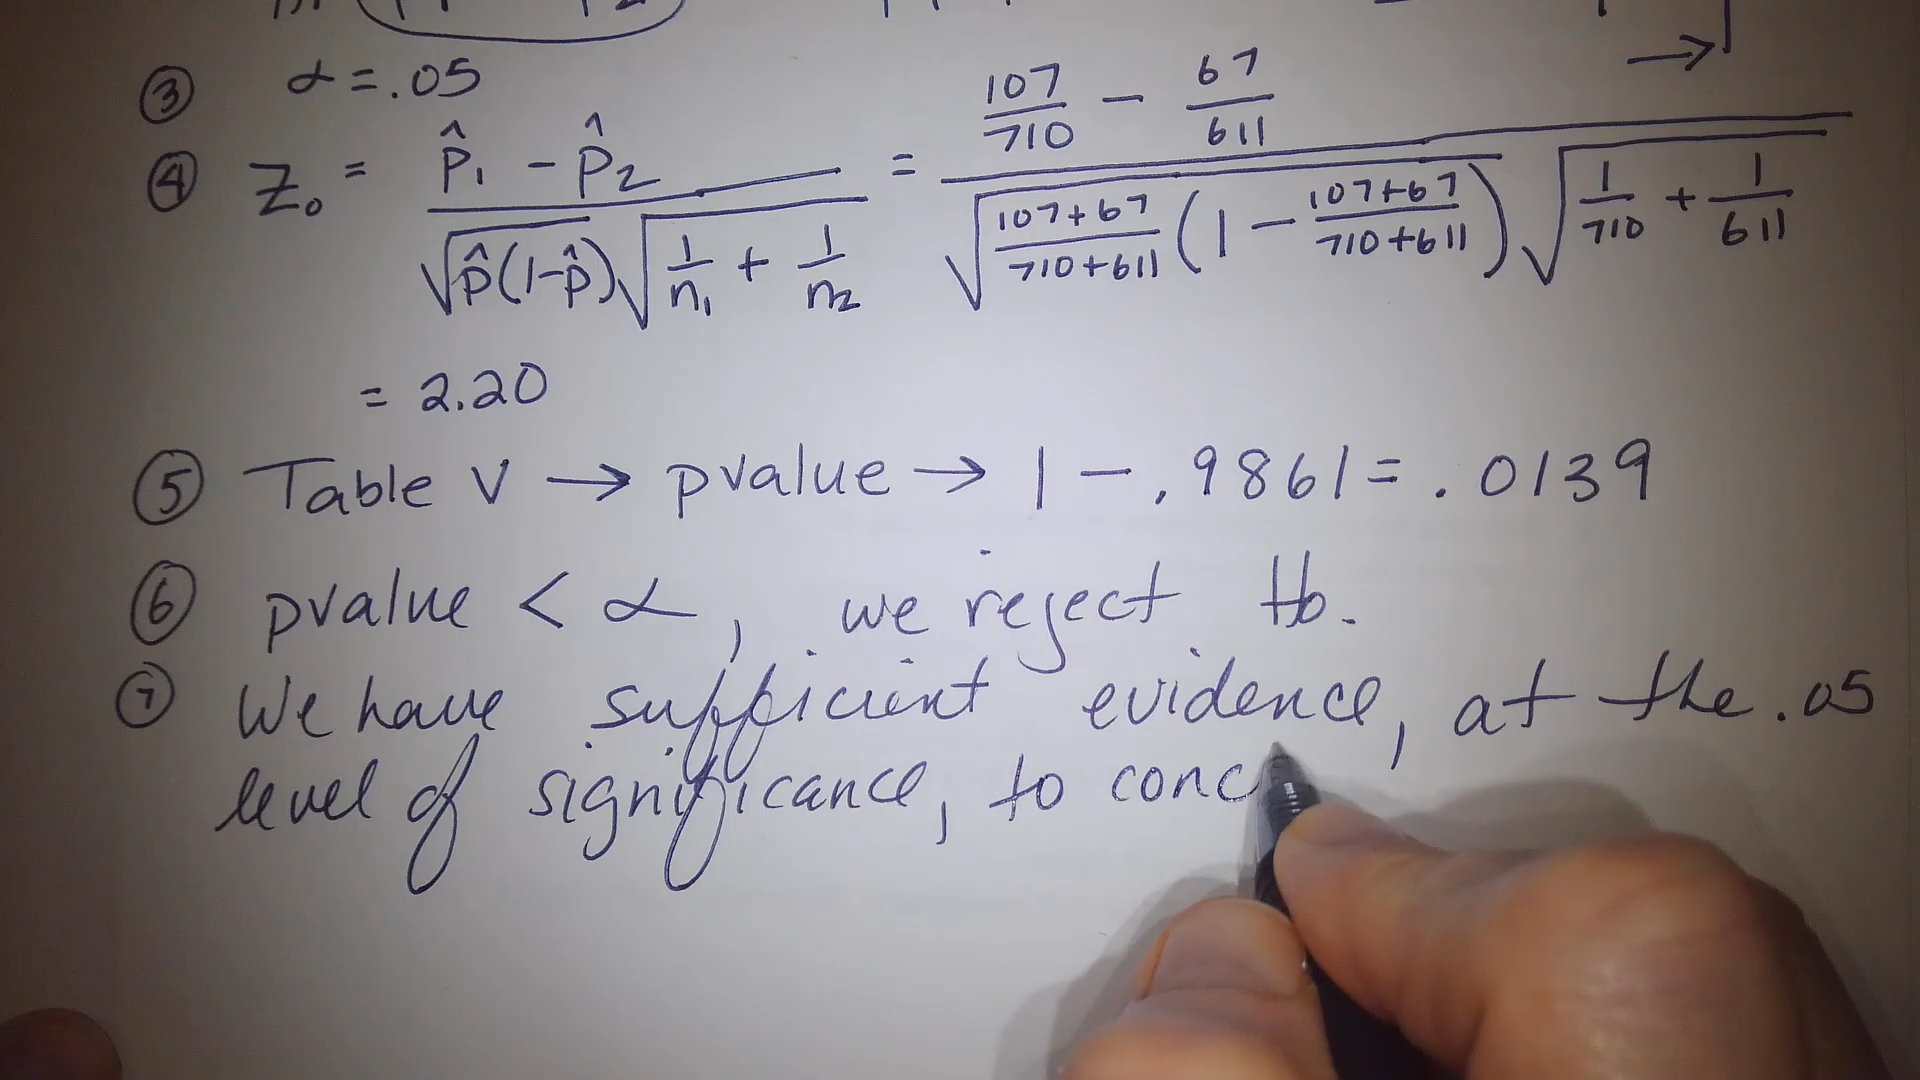 ③ α = .05
④ Z₀ = (p̂₁ - p̂₂) / (√(p̂(1-p̂)) √(1/n₁ + 1/n₂)) = (107/710 - 67/611) / (√((107+67)/(710+611) (1 - (107+67)/(710+611))) √(1/710 + 1/611))
= 2.20
⑤ Table V → pvalue → 1 - .9861 = .0139
⑥ pvalue < α, we reject H₀.
⑦ We have sufficient evidence, at the .05
level of significance, to conc